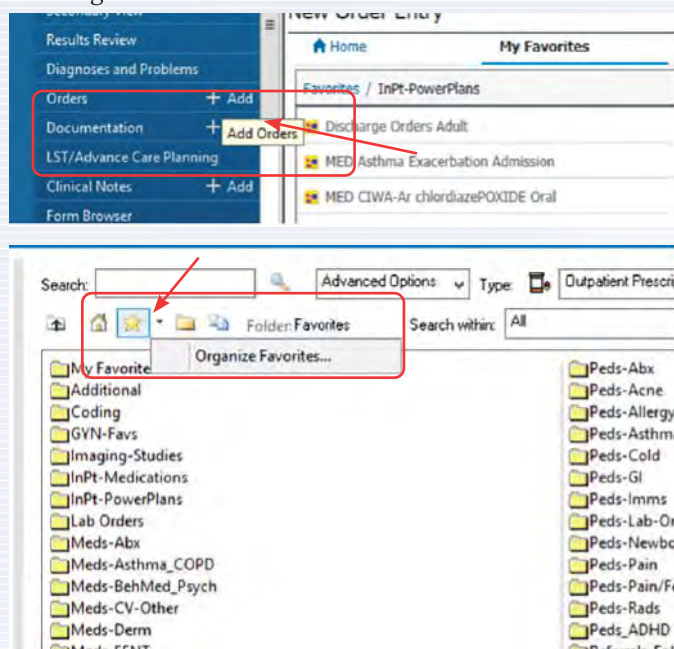 New Order Entry
Results Review
Diagnoses and Problems
Orders + Add
Documentation +
Add Orders
LST/Advance Care Planning
Clinical Notes + Add
Form Browser
Home My Favorites
Favorites / InPt-PowerPlans
Discharge Orders Adult
MED Asthma Exacerbation Admission
MED CIWA-Ar chlordiazePOXIDE Oral
Search: Advanced Options Type: Outpatient Prescri
Folder: Favorites Search within: All
Organize Favorites...
My Favorite
Additional
Coding
GYN-Favs
Imaging-Studies
InPt-Medications
InPt-PowerPlans
Lab Orders
Meds-Abx
Meds-Asthma_COPD
Meds-BehMed_Psych
Meds-CV-Other
Meds-Derm
Peds-Abx
Peds-Acne
Peds-Allergy
Peds-Asthm
Peds-Cold
Peds-GI
Peds-Imms
Peds-Lab-Or
Peds-Newbo
Peds-Pain
Peds-Pain/Fe
Peds-Rads
Peds_ADHD